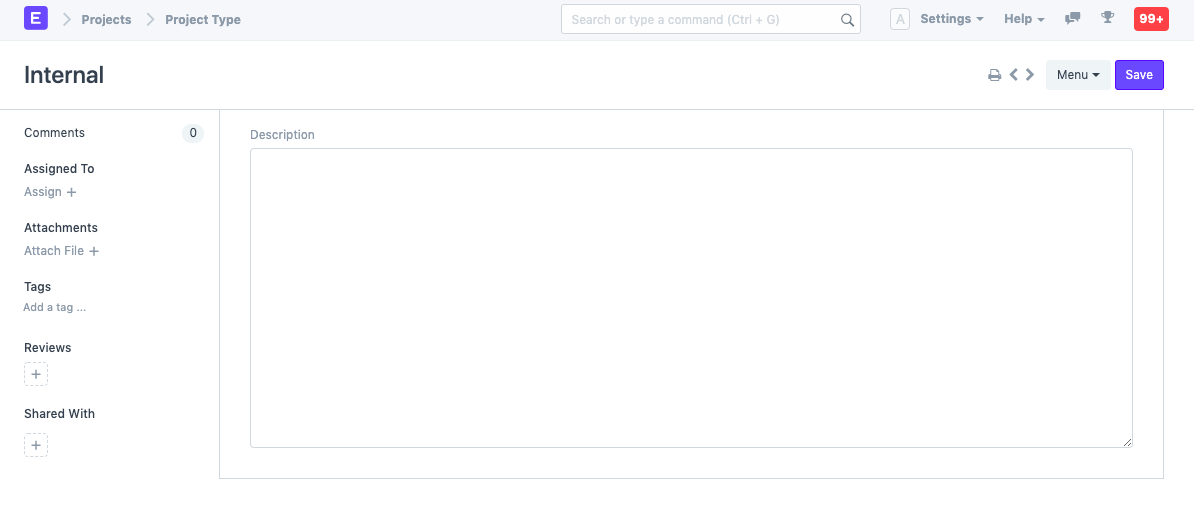 E Projects Project Type Search or type a command (Ctrl + G) A Settings Help 99+
Internal Menu Save
Comments 0
Description
Assigned To
Assign +
Attachments
Attach File +
Tags
Add a tag ...
Reviews
+
Shared With
+